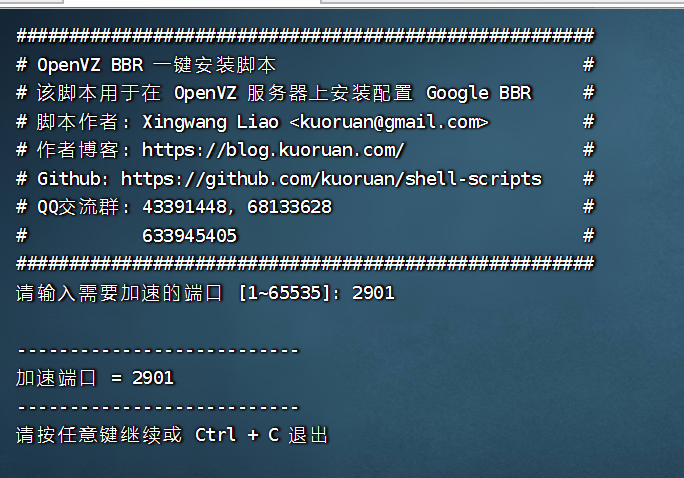 #######################################################
# OpenVZ BBR 一键安装脚本 #
# 该脚本用于在 OpenVZ 服务器上安装配置 Google BBR #
# 脚本作者: Xingwang Liao <kuoruan@gmail.com> #
# 作者博客: https://blog.kuoruan.com/ #
# Github: https://github.com/kuoruan/shell-scripts #
# QQ交流群: 43391448, 68133628 #
# 633945405 #
#######################################################
请输入需要加速的端口 [1~65535]: 2901
---------------------------
加速端口 = 2901
---------------------------
请按任意键继续或 Ctrl + C 退出